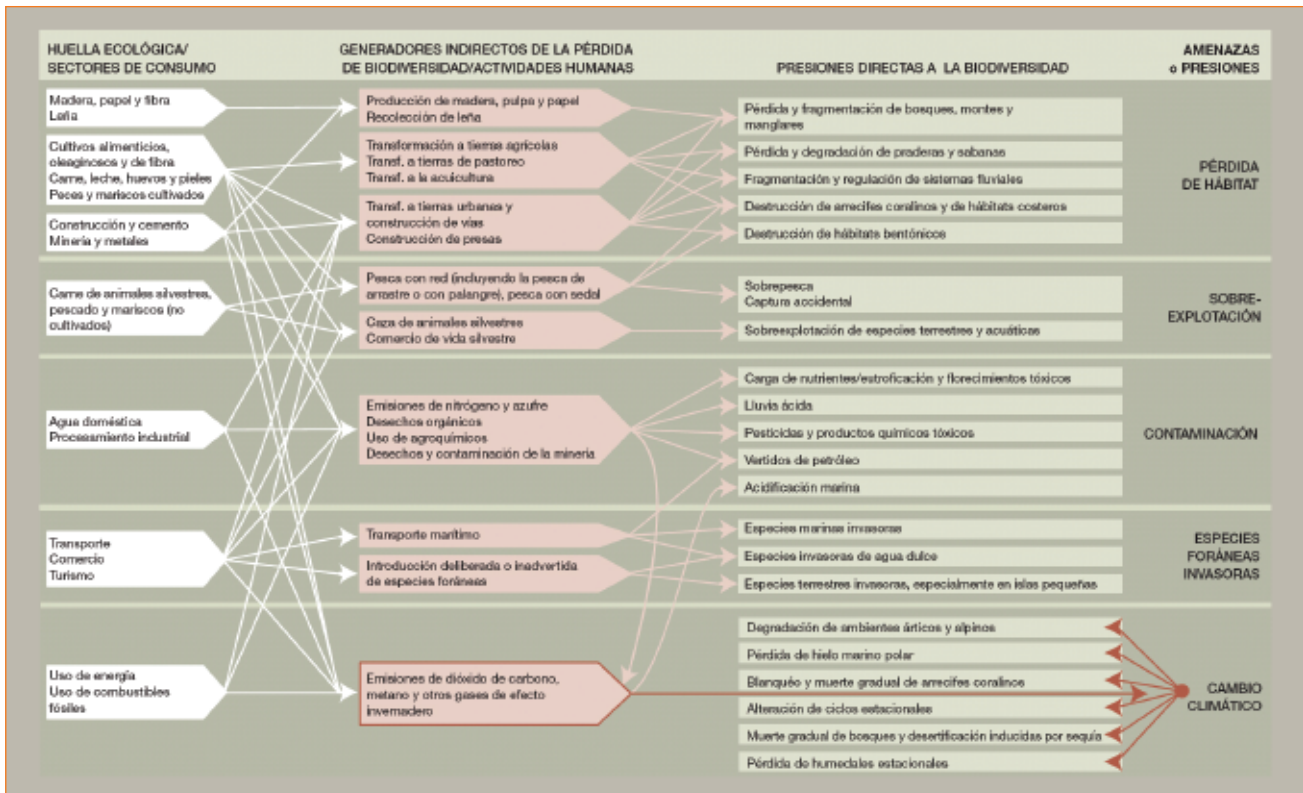 HUELLA ECOLÓGICA/
SECTORES DE CONSUMO
GENERADORES INDIRECTOS DE LA PÉRDIDA
DE BIODIVERSIDAD/ACTIVIDADES HUMANAS
PRESIONES DIRECTAS A LA BIODIVERSIDAD
AMENAZAS
o PRESIONES
Madera, papel y fibra
Leña
Cultivos alimenticios,
oleaginosos y de fibra
Carne, leche, huevos y pieles
Peces y mariscos cultivados
Construcción y cemento
Minería y metales
Producción de madera, pulpa y papel
Recolección de leña
Transformación a tierras agrícolas
Transf. a tierras de pastoreo
Transf. a la acuicultura
Transf. a tierras urbanas y
construcción de vías
Construcción de presas
Pérdida y fragmentación de bosques, montes y
manglares
Pérdida y degradación de praderas y sabanas
Fragmentación y regulación de sistemas fluviales
Destrucción de arrecifes coralinos y de hábitats costeros
Destrucción de hábitats bentónicos
PÉRDIDA
DE HÁBITAT
Carne de animales silvestres,
pescado y mariscos (no
cultivados)
Pesca con red (incluyendo la pesca de
arrastre o con palangre), pesca con sedal
Caza de animales silvestres
Comercio de vida silvestre
Sobrepesca
Captura accidental
Sobreexplotación de especies terrestres y acuáticas
SOBRE-
EXPLOTACIÓN
Agua doméstica
Procesamiento industrial
Emisiones de nitrógeno y azufre
Desechos orgánicos
Uso de agroquímicos
Desechos y contaminación de la minería
Carga de nutrientes/eutroficación y florecimientos tóxicos
Lluvia ácida
Pesticidas y productos químicos tóxicos
Vertidos de petróleo
Acidificación marina
CONTAMINACIÓN
Transporte
Comercio
Turismo
Transporte marítimo
Introducción deliberada o inadvertida
de especies foráneas
Especies marinas invasoras
Especies invasoras de agua dulce
Especies terrestres invasoras, especialmente en islas pequeñas
ESPECIES
FORÁNEAS
INVASORAS
Uso de energía
Uso de combustibles
fósiles
Emisiones de dióxido de carbono,
metano y otros gases de efecto
invernadero
Degradación de ambientes árticos y alpinos
Pérdida de hielo marino polar
Blanquéo y muerte gradual de arrecifes coralinos
Alteración de ciclos estacionales
Muerte gradual de bosques y desertificación inducidas por sequía
Pérdida de humedales estacionales
CAMBIO
CLIMÁTICO